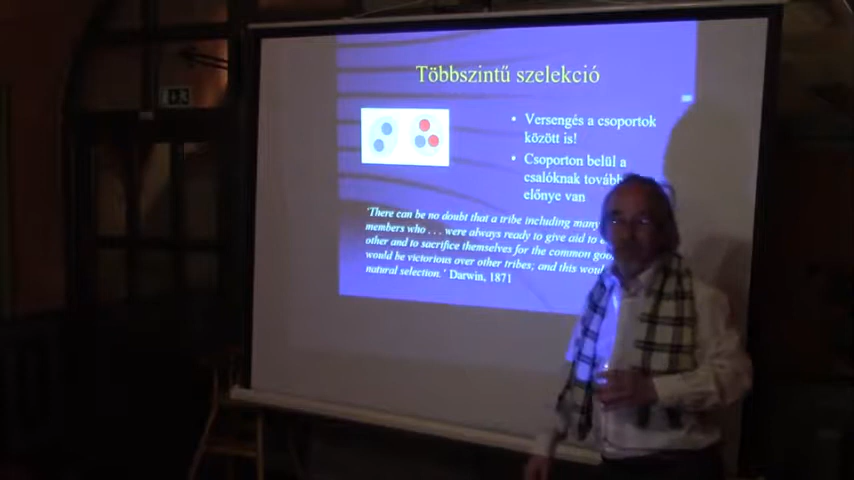 Többszintű szelekció
• Versengés a csoportok
között is!
• Csoporton belül a
csalóknak tovább
előnye van
'There can be no doubt that a tribe including many
members who . . . were always ready to give aid to
other and to sacrifice themselves for the common goo
would be victorious over other tribes; and this would
natural selection.' Darwin, 1871